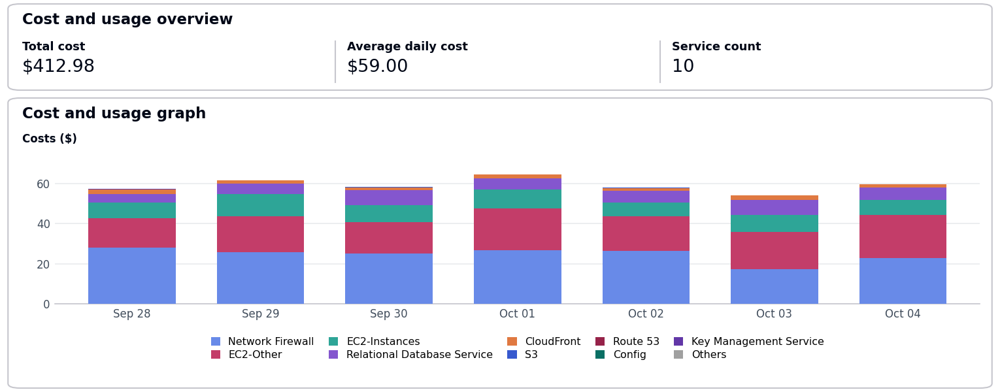 Cost and usage overview
Total cost
$412.98
Average daily cost
$59.00
Service count
10
Cost and usage graph
Costs ($)
60
40
20
0
Sep 28 Sep 29 Sep 30 Oct 01 Oct 02 Oct 03 Oct 04
Network Firewall EC2-Instances CloudFront Route 53 Key Management Service
EC2-Other Relational Database Service S3 Config Others